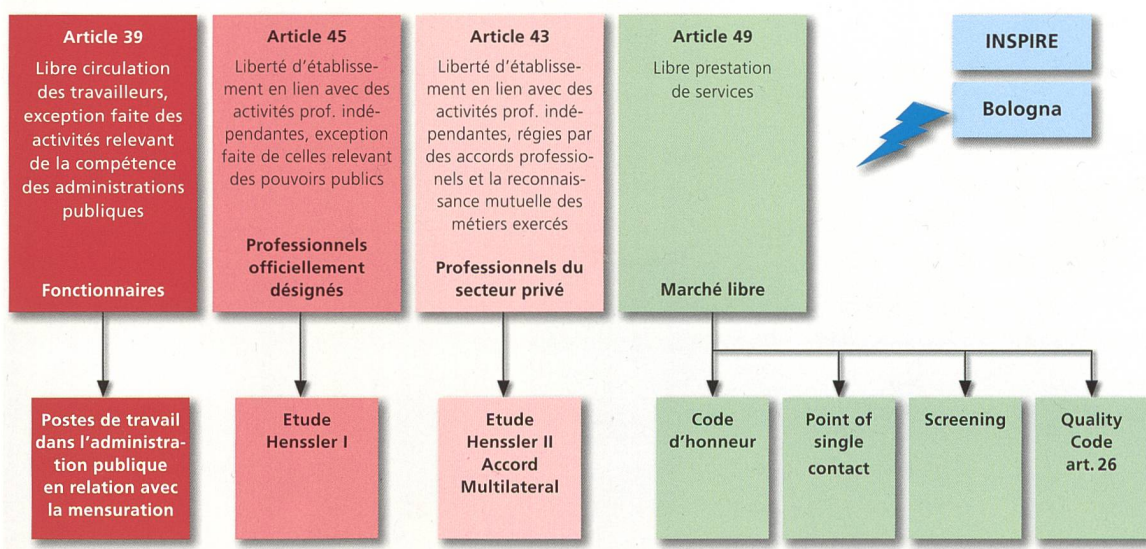 Article 39
Libre circulation
des travailleurs,
exception faite des
activités relevant
de la compétence
des administrations
publiques
Fonctionnaires
Article 45
Liberté d'établisse-
ment en lien avec des
activités prof. indé-
pendantes, exception
faite de celles relevant
des pouvoirs publics
Professionnels
officiellement
désignés
Article 43
Liberté d'établisse-
ment en lien avec des
activités prof. indé-
pendantes, régies par
des accords professio-
nels et la reconnais-
sance mutuelle des
métiers exercés
Professionnels du
secteur privé
Article 49
Libre prestation
de services
Marché libre
INSPIRE
Bologna
Postes de travail
dans l'administra-
tion publique
en relation avec
la mensuration
Etude
Henssler I
Etude
Henssler II
Accord
Multilateral
Code
d'honneur
Point of
single
contact
Screening
Quality
Code
art. 26